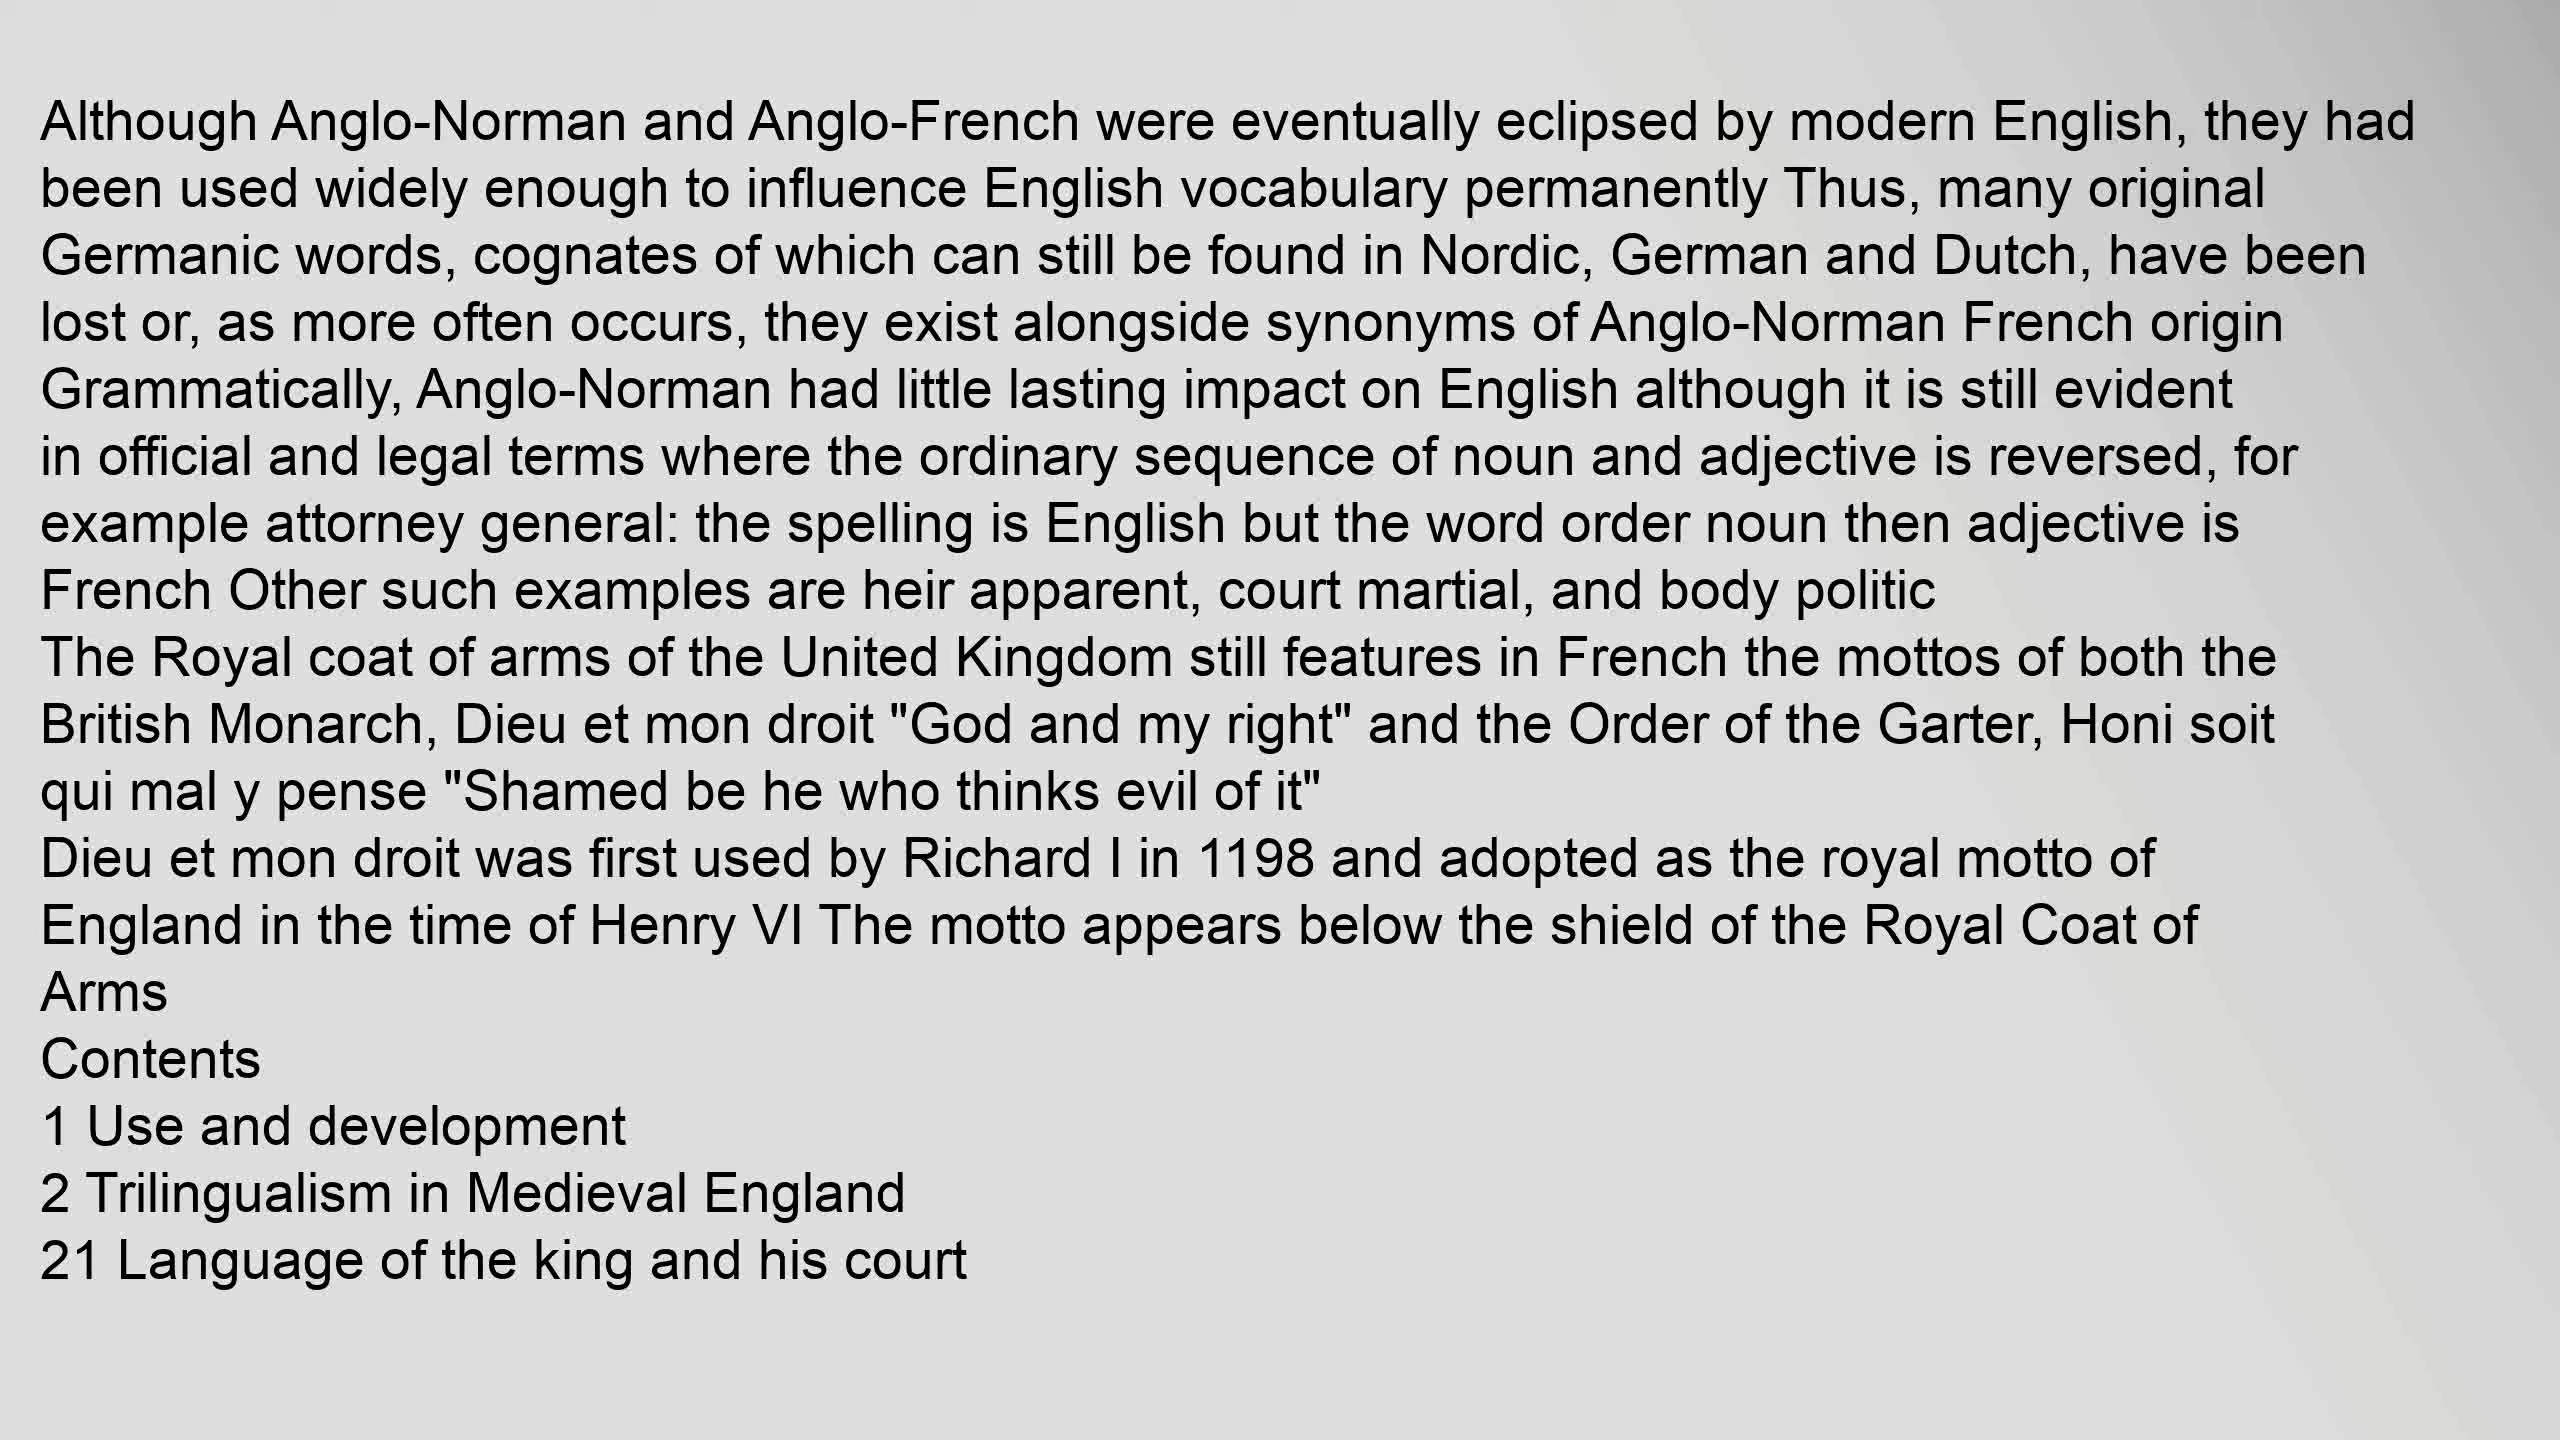 Although Anglo-Norman and Anglo-French were eventually eclipsed by modern English, they had
been used widely enough to influence English vocabulary permanently Thus, many original
Germanic words, cognates of which can still be found in Nordic, German and Dutch, have been
lost or, as more often occurs, they exist alongside synonyms of Anglo-Norman French origin
Grammatically, Anglo-Norman had little lasting impact on English although it is still evident
in official and legal terms where the ordinary sequence of noun and adjective is reversed, for
example attorney general: the spelling is English but the word order noun then adjective is
French Other such examples are heir apparent, court martial, and body politic
The Royal coat of arms of the United Kingdom still features in French the mottos of both the
British Monarch, Dieu et mon droit "God and my right" and the Order of the Garter, Honi soit
qui mal y pense "Shamed be he who thinks evil of it"
Dieu et mon droit was first used by Richard I in 1198 and adopted as the royal motto of
England in the time of Henry VI The motto appears below the shield of the Royal Coat of
Arms
Contents
1 Use and development
2 Trilingualism in Medieval England
21 Language of the king and his court